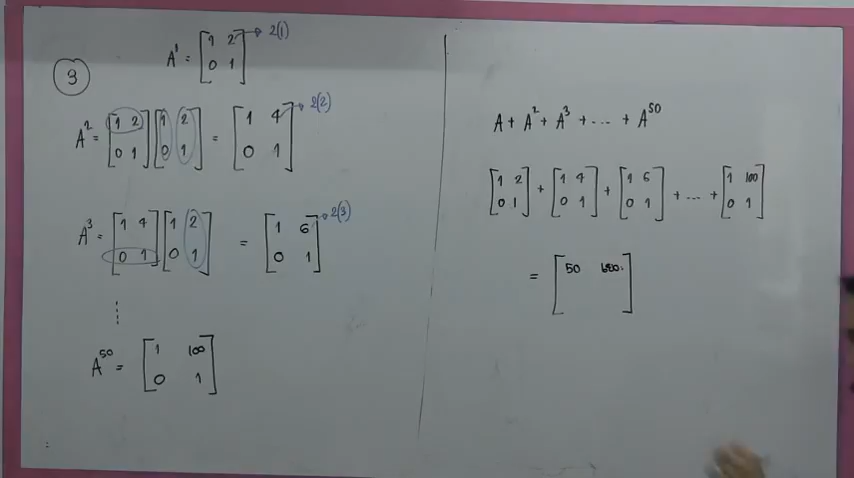 3
A¹ = [1 2
0 1] → 2(1)
A² = [1 2
0 1] [1 2
0 1] = [1 4
0 1] → 2(2)
A³ = [1 4
0 1] [1 2
0 1] = [1 6
0 1] → 2(3)
A⁵⁰ = [1 100
0 1]
A + A² + A³ + ... + A⁵⁰
[1 2
0 1] + [1 4
0 1] + [1 6
0 1] + ... + [1 100
0 1]
= [50